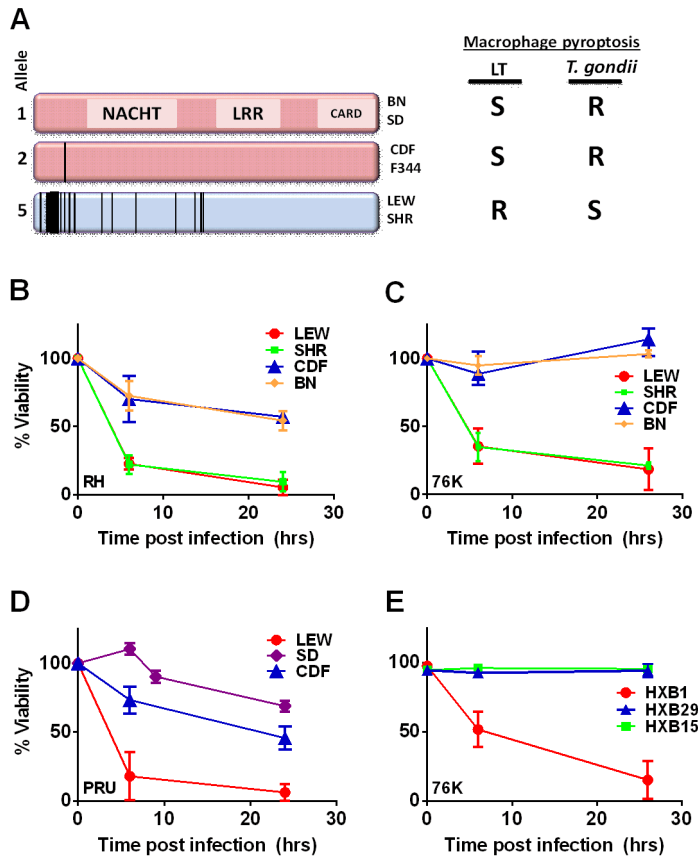 A
Allele
Macrophage pyroptosis
LT T. gondii
1 NACHT LRR CARD BN SD S R
2 CDF F344 S R
5 LEW SHR R S
B
% Viability
100
50
0
LEW
SHR
CDF
BN
RH
0 10 20 30
Time post infection (hrs)
C
100
50
0
LEW
SHR
CDF
BN
76K
0 10 20 30
Time post infection (hrs)
D
% Viability
100
50
0
LEW
SD
CDF
PRU
0 10 20 30
Time post infection (hrs)
E
100
50
0
HXB1
HXB29
HXB15
76K
0 10 20 30
Time post infection (hrs)